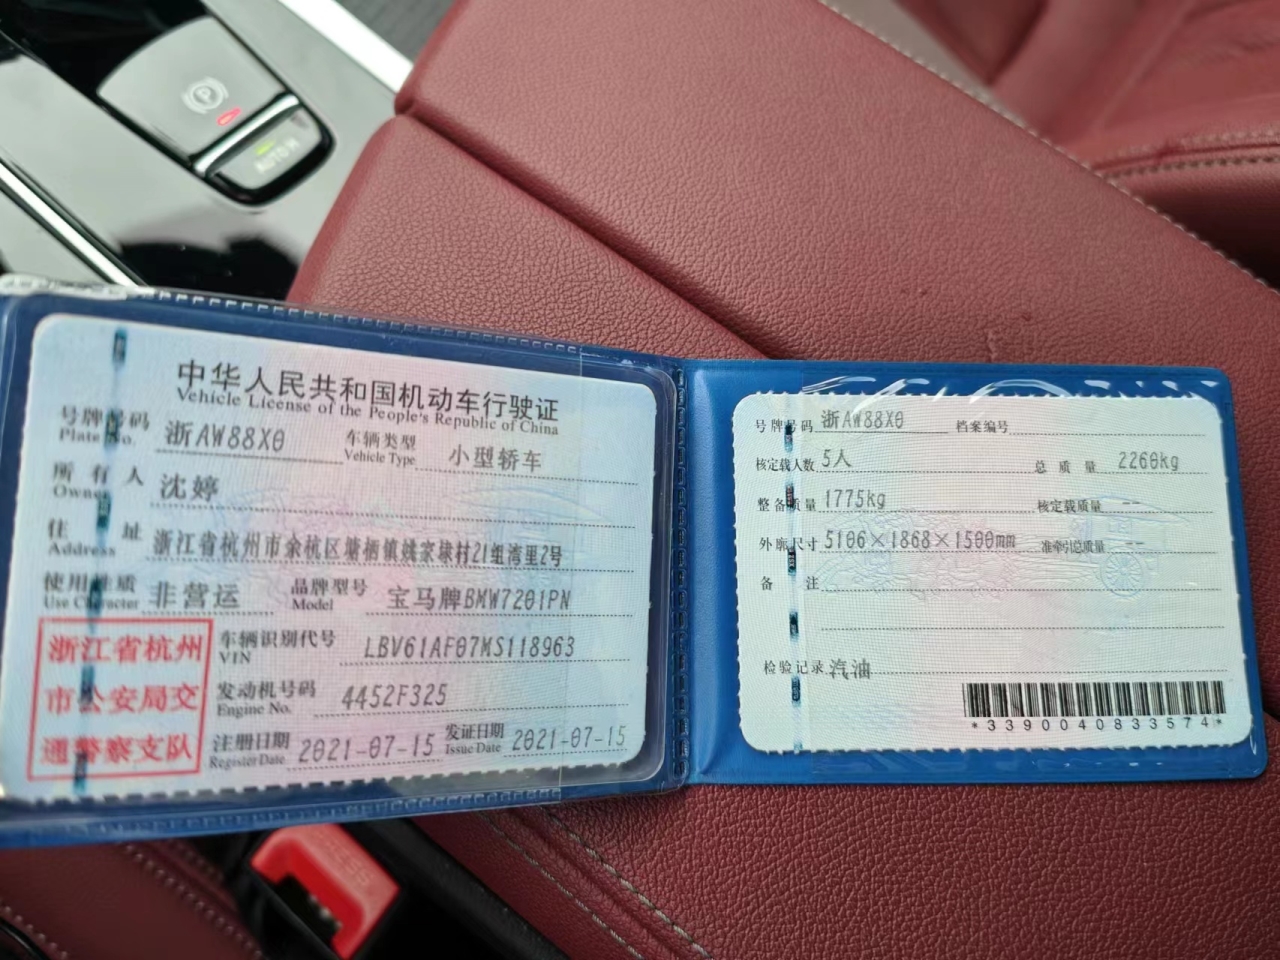 AUTO H
中华人民共和国机动车行驶证
Vehicle License of the People's Republic of China
号牌号码 浙AW88X0 车辆类型 小型轿车
Plate No. Vehicle Type
所有人 沈婷
Owner
住址 浙江省杭州市余杭区塘栖镇姚家埭村21组湾里2号
Address
使用性质 非营运 品牌型号 宝马牌BMW7201PN
Use Character Model
浙江省杭州
市公安局交
通警察支队
车辆识别代号 LBV61AF07MS118963
VIN
发动机号码 4452F325
Engine No.
注册日期 2021-07-15 发证日期 2021-07-15
Register Date Issue Date
号牌号码 浙AW88X0 档案编号
核定载人数 5人 总质量 2260kg
整备质量 1775kg 核定载质量 --
外廓尺寸 5106×1868×1500mm 准牵引总质量 --
备注
检验记录 汽油
*3390040833574*